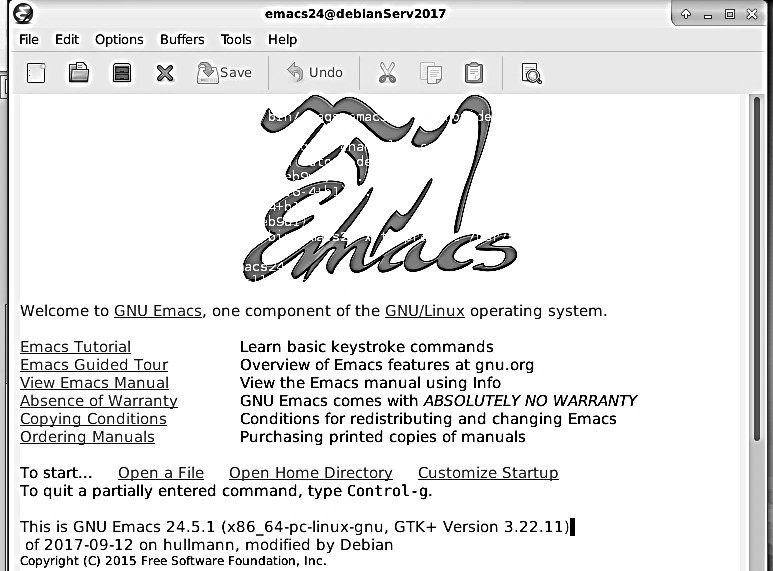 emacs24@debianServ2017
File Edit Options Buffers Tools Help
Save Undo
Emacs
Welcome to GNU Emacs, one component of the GNU/Linux operating system.
Emacs Tutorial Learn basic keystroke commands
Emacs Guided Tour Overview of Emacs features at gnu.org
View Emacs Manual View the Emacs manual using Info
Absence of Warranty GNU Emacs comes with ABSOLUTELY NO WARRANTY
Copying Conditions Conditions for redistributing and changing Emacs
Ordering Manuals Purchasing printed copies of manuals
To start... Open a File Open Home Directory Customize Startup
To quit a partially entered command, type Control-g.
This is GNU Emacs 24.5.1 (x86_64-pc-linux-gnu, GTK+ Version 3.22.11)
of 2017-09-12 on hullmann, modified by Debian
Copyright (C) 2015 Free Software Foundation, Inc.